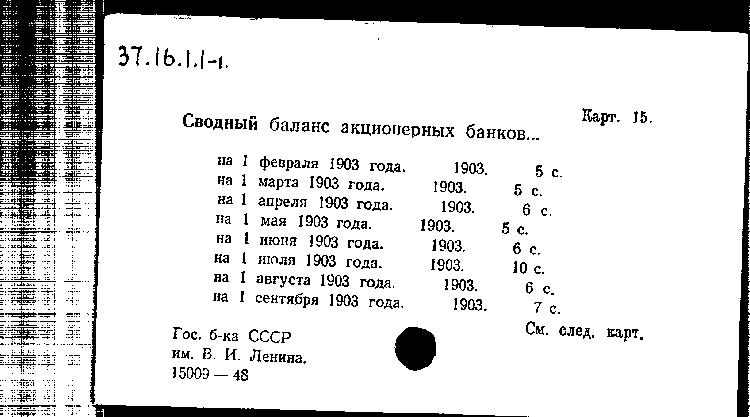 37.16.1.1-1.
Карт. 15.
Сводный баланс акционерных банков...
на 1 февраля 1903 года. 1903. 5 с.
на 1 марта 1903 года. 1903. 5 с.
на 1 апреля 1903 года. 1903. 6 с.
на 1 мая 1903 года. 1903. 5 с.
на 1 июня 1903 года. 1903. 6 с.
на 1 июля 1903 года. 1903. 10 с.
на 1 августа 1903 года. 1903. 6 с.
на 1 сентября 1903 года. 1903. 7 с.
См. след. карт.
Гос. б-ка СССР
им. В. И. Ленина.
15009 — 48